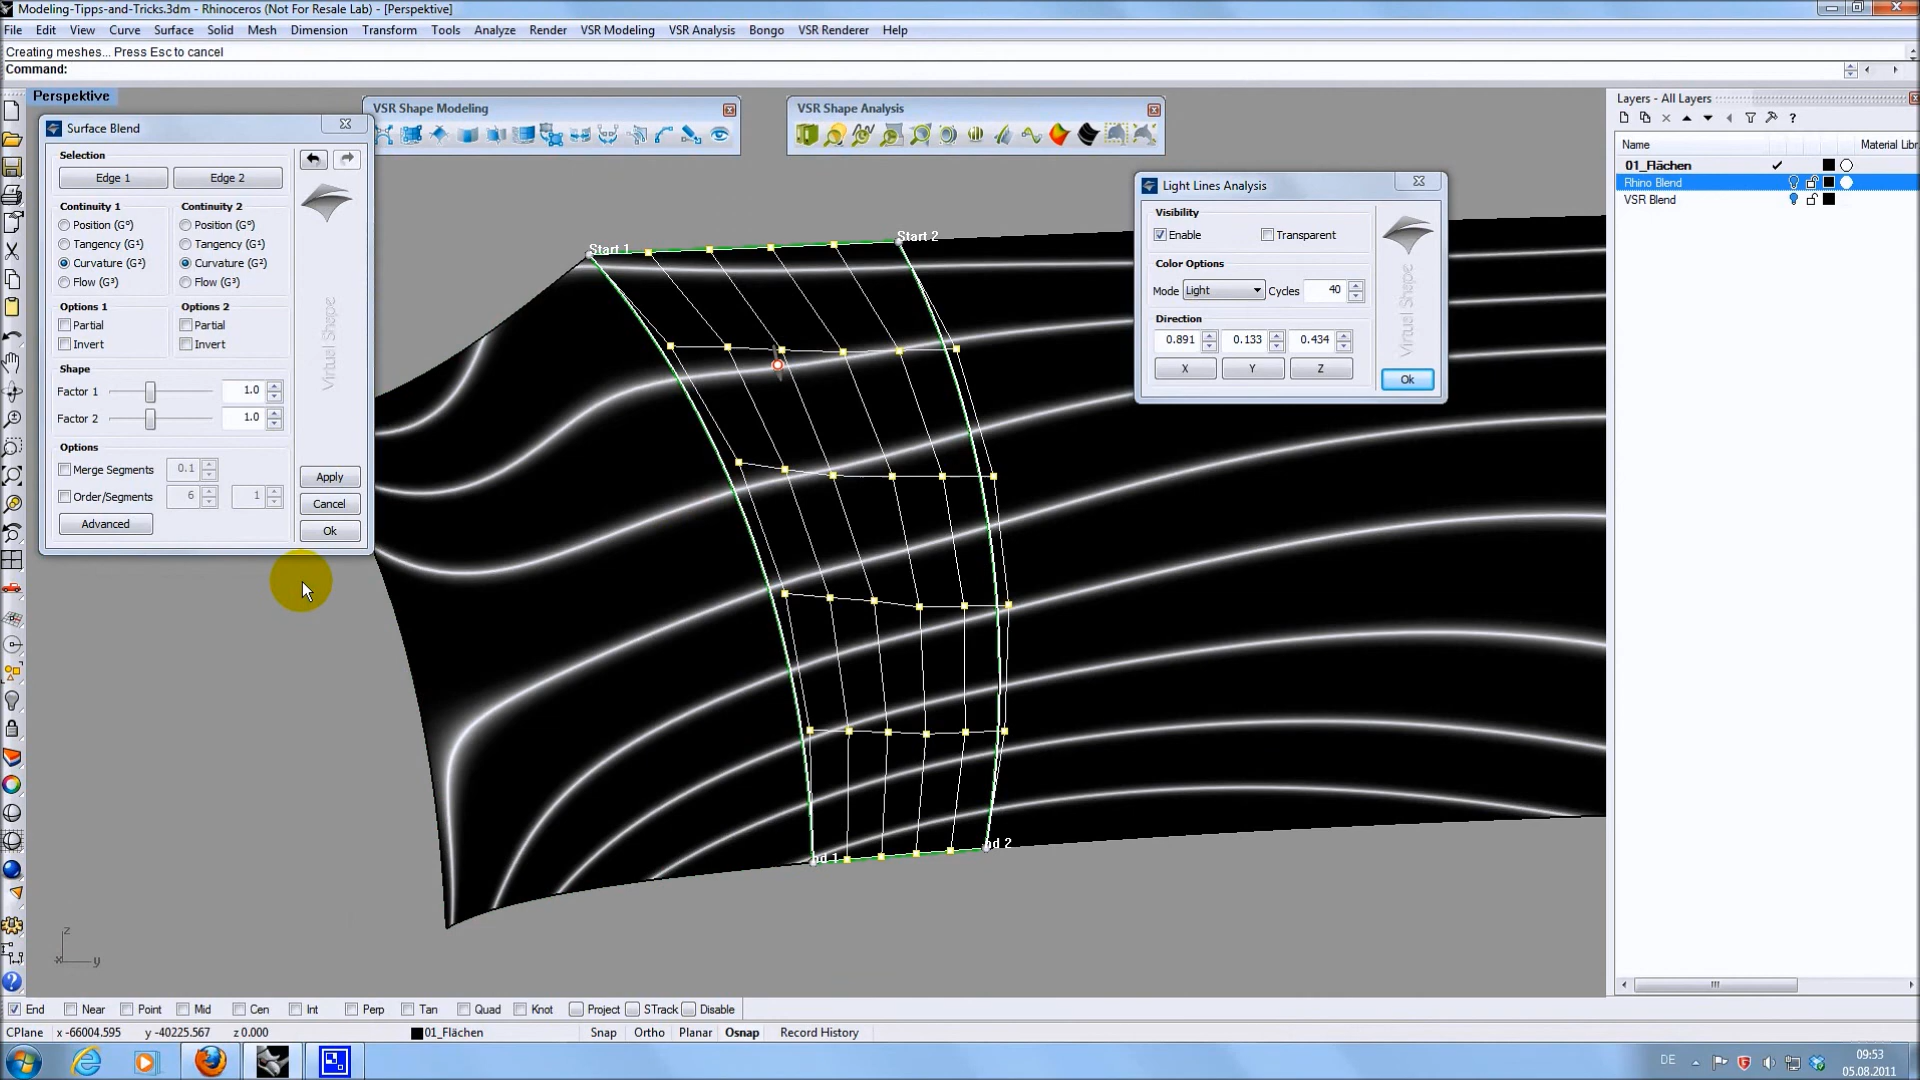 Modeling-Tipps-and-Tricks.3dm - Rhinoceros (Not For Resale Lab) - [Perspektive]
File Edit View Curve Surface Solid Mesh Dimension Transform Tools Analyze Render VSR Modeling VSR Analysis Bongo VSR Renderer Help
Creating meshes... Press Esc to cancel
Command:
Perspektive
Surface Blend
Selection
Edge 1 Edge 2
Continuity 1 Continuity 2
Position (G⁰) Position (G⁰)
Tangency (G¹) Tangency (G¹)
Curvature (G²) Curvature (G²)
Flow (G³) Flow (G³)
Options 1 Options 2
Partial Partial
Invert Invert
Shape
Factor 1 1.0
Factor 2 1.0
Options
Merge Segments 0.1
Order/Segments 6 1
Advanced
Apply
Cancel
Ok
Virtual Shape
VSR Shape Modeling
VSR Shape Analysis
Start 1
Start 2
nd 1
nd 2
Light Lines Analysis
Visibility
Enable Transparent
Color Options
Mode Light Cycles 40
Direction
0.891 0.133 0.434
X Y Z
Ok
Virtual Shape
Layers - All Layers
Name Material Libr
01_Flächen
Rhino Blend
VSR Blend
z
x y
End Near Point Mid Cen Int Perp Tan Quad Knot Project STrack Disable
CPlane x -66004.595 y -40225.567 z 0.000 01_Flächen Snap Ortho Planar Osnap Record History
DE
09:53
05.08.2011